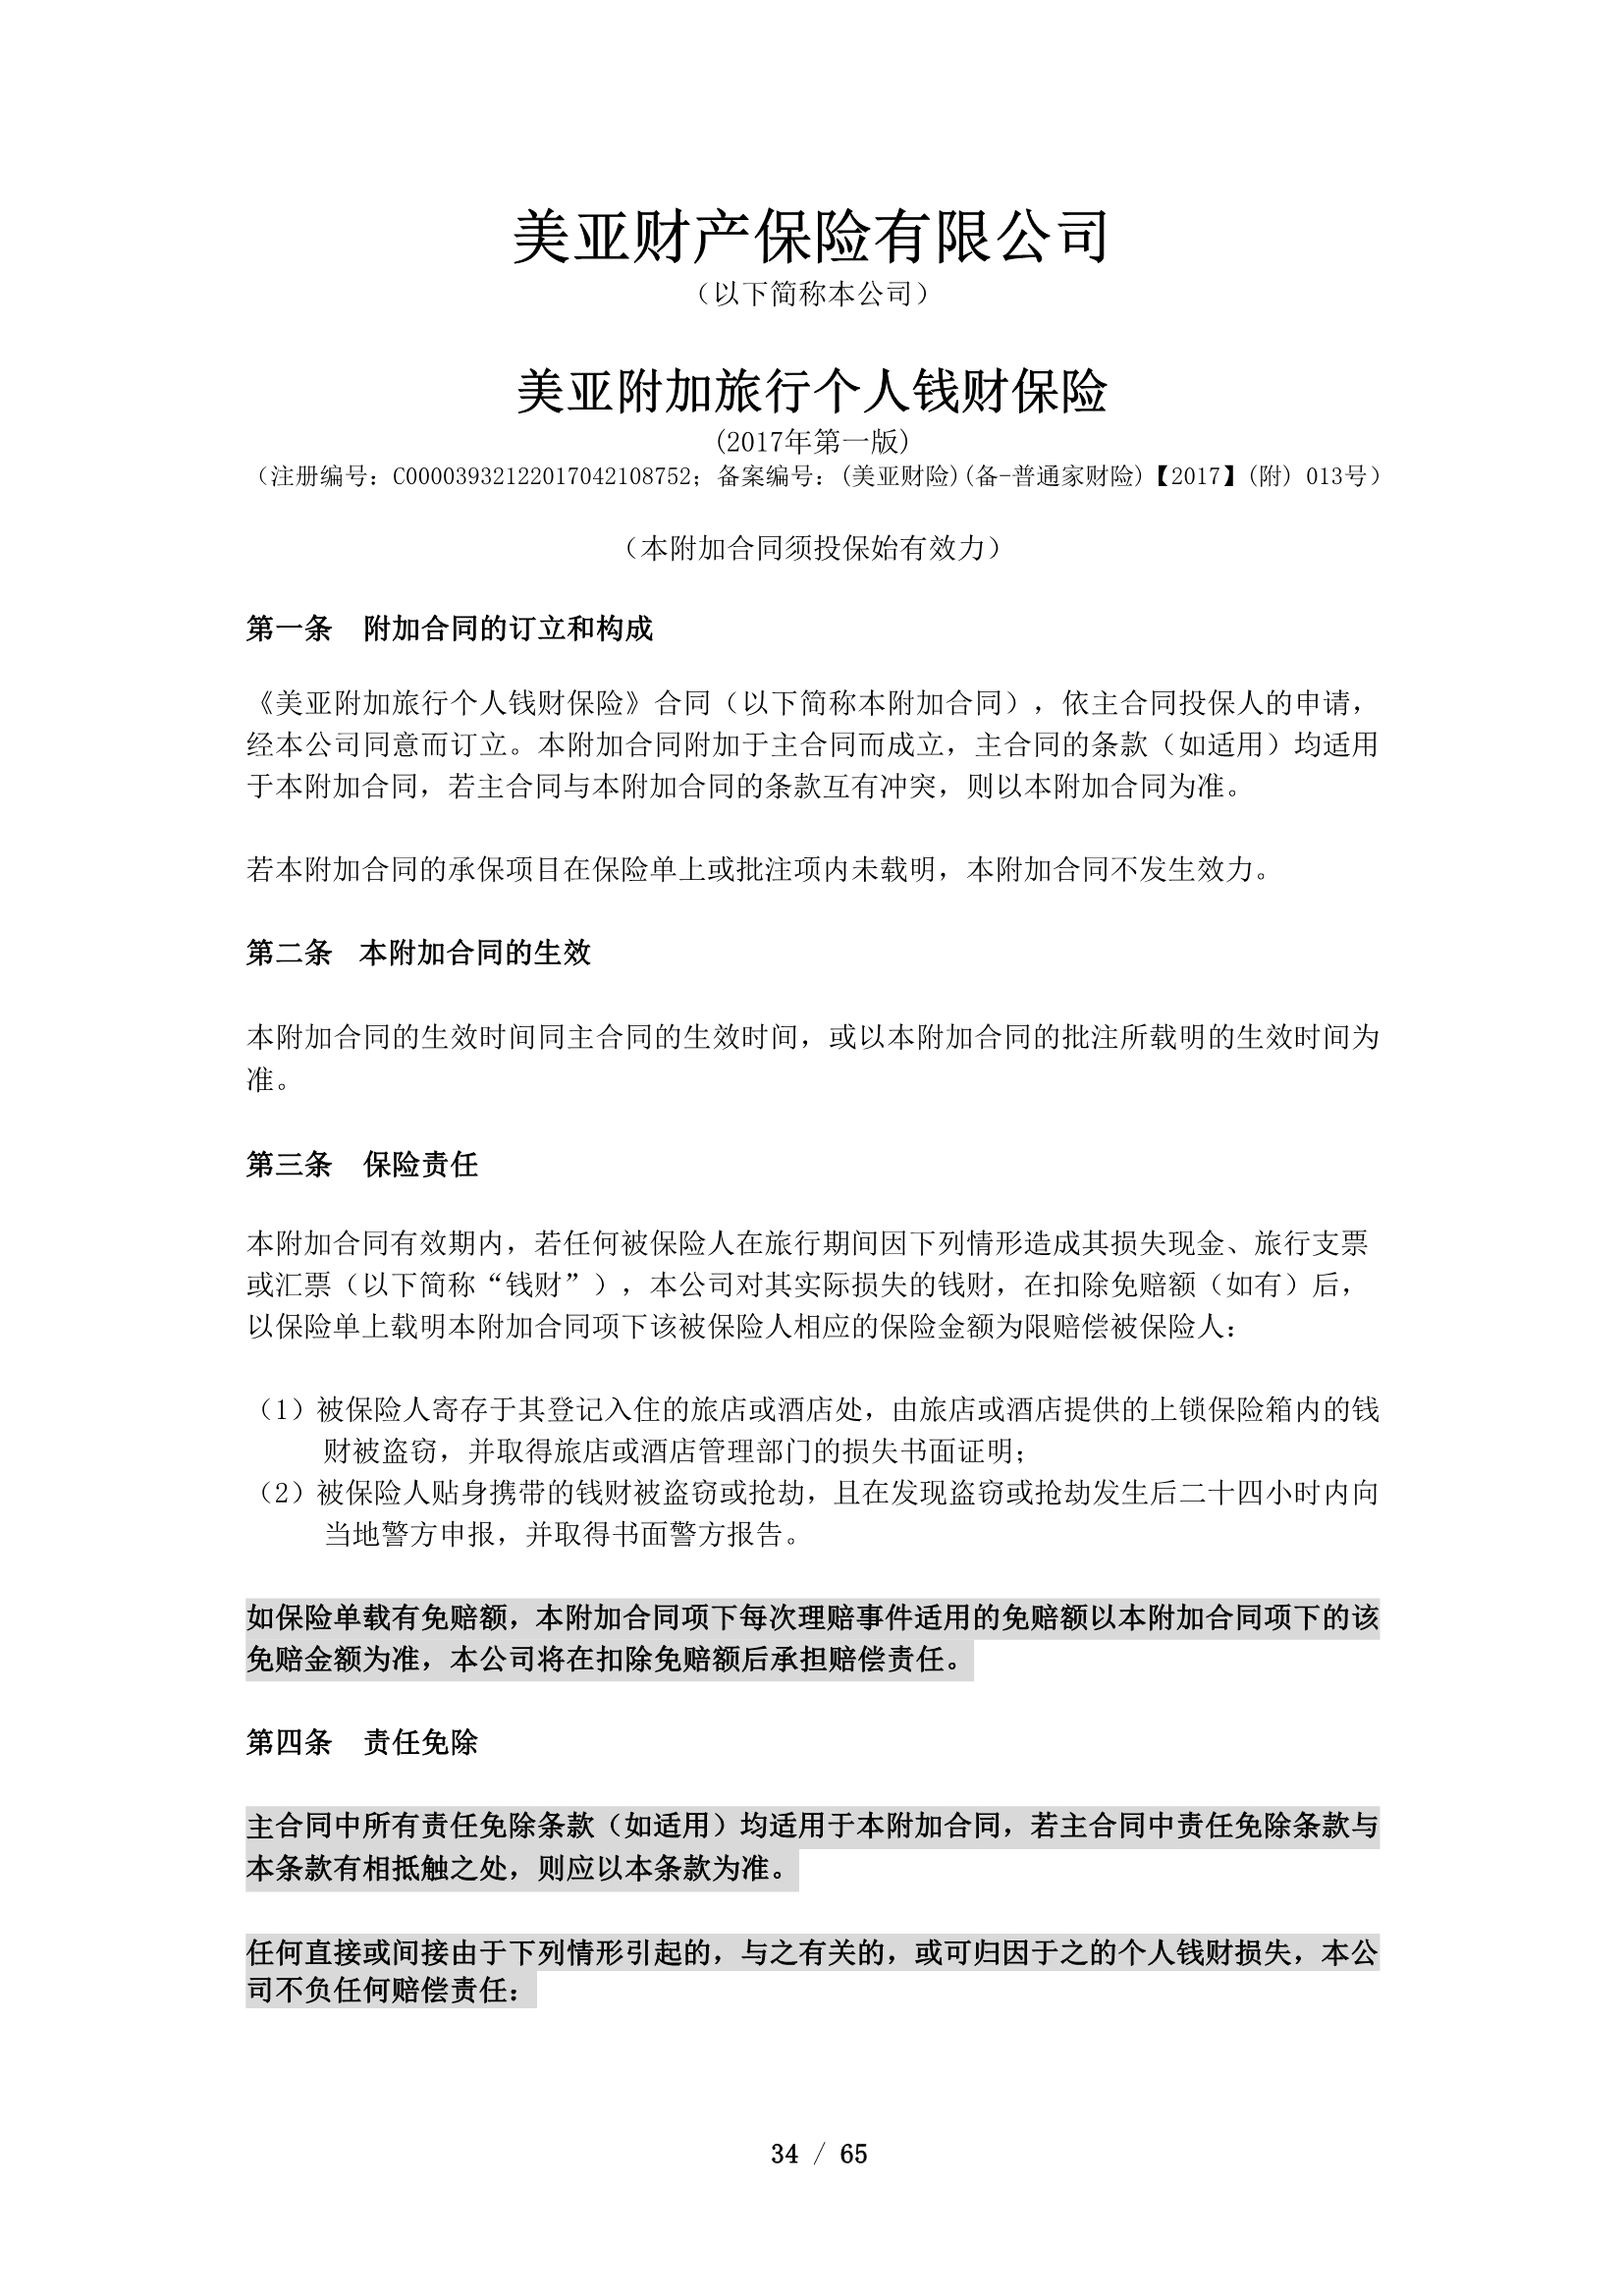 美亚财产保险有限公司
（以下简称本公司）
美亚附加旅行个人钱财保险
(2017年第一版)
（注册编号：C00003932122017042108752；备案编号：(美亚财险)(备-普通家财险)【2017】(附) 013号）
（本附加合同须投保始有效力）
第一条　附加合同的订立和构成
《美亚附加旅行个人钱财保险》合同（以下简称本附加合同），依主合同投保人的申请，
经本公司同意而订立。本附加合同附加于主合同而成立，主合同的条款（如适用）均适用
于本附加合同，若主合同与本附加合同的条款互有冲突，则以本附加合同为准。
若本附加合同的承保项目在保险单上或批注项内未载明，本附加合同不发生效力。
第二条　本附加合同的生效
本附加合同的生效时间同主合同的生效时间，或以本附加合同的批注所载明的生效时间为
准。
第三条　保险责任
本附加合同有效期内，若任何被保险人在旅行期间因下列情形造成其损失现金、旅行支票
或汇票（以下简称“钱财”），本公司对其实际损失的钱财，在扣除免赔额（如有）后，
以保险单上载明本附加合同项下该被保险人相应的保险金额为限赔偿被保险人：
（1）被保险人寄存于其登记入住的旅店或酒店处，由旅店或酒店提供的上锁保险箱内的钱
财被盗窃，并取得旅店或酒店管理部门的损失书面证明；
（2）被保险人贴身携带的钱财被盗窃或抢劫，且在发现盗窃或抢劫发生后二十四小时内向
当地警方申报，并取得书面警方报告。
如保险单载有免赔额，本附加合同项下每次理赔事件适用的免赔额以本附加合同项下的该
免赔金额为准，本公司将在扣除免赔额后承担赔偿责任。
第四条　责任免除
主合同中所有责任免除条款（如适用）均适用于本附加合同，若主合同中责任免除条款与
本条款有相抵触之处，则应以本条款为准。
任何直接或间接由于下列情形引起的，与之有关的，或可归因于之的个人钱财损失，本公
司不负任何赔偿责任：
34 / 65